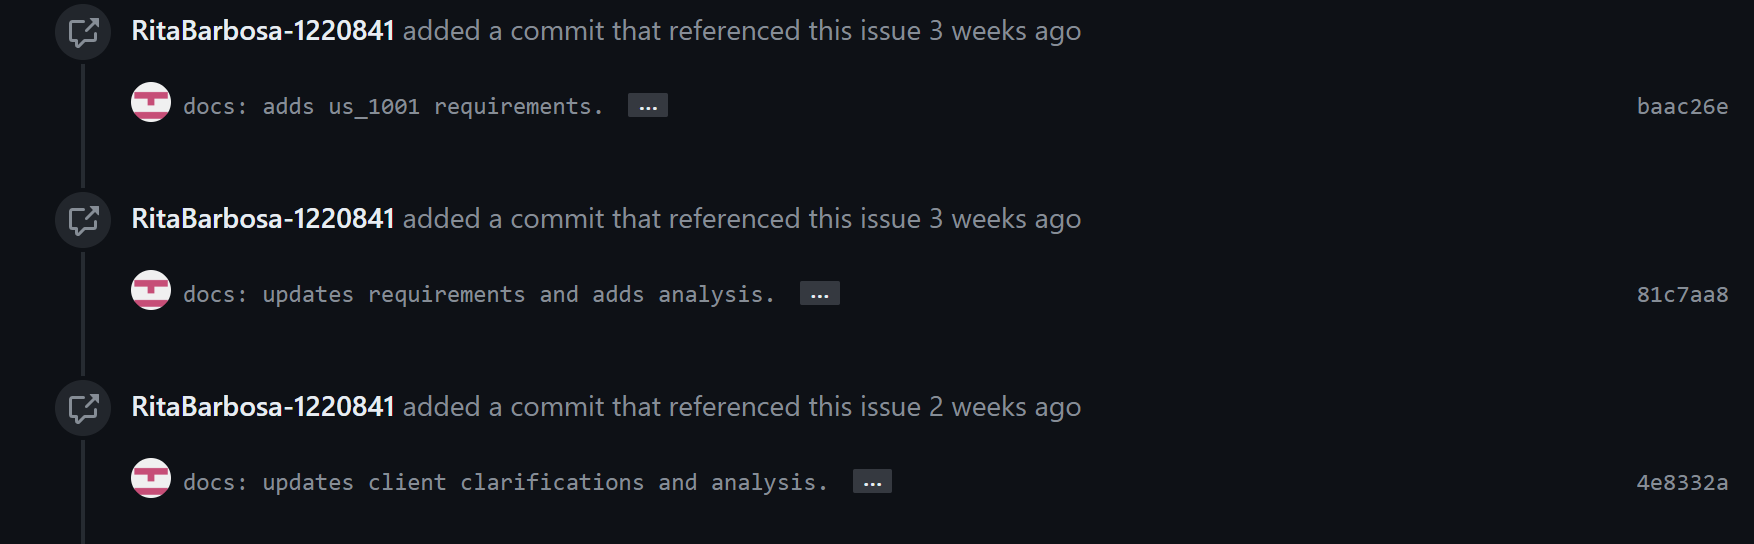 RitaBarbosa-1220841 added a commit that referenced this issue 3 weeks ago
docs: adds us_1001 requirements. ... baac26e
RitaBarbosa-1220841 added a commit that referenced this issue 3 weeks ago
docs: updates requirements and adds analysis. ... 81c7aa8
RitaBarbosa-1220841 added a commit that referenced this issue 2 weeks ago
docs: updates client clarifications and analysis. ... 4e8332a